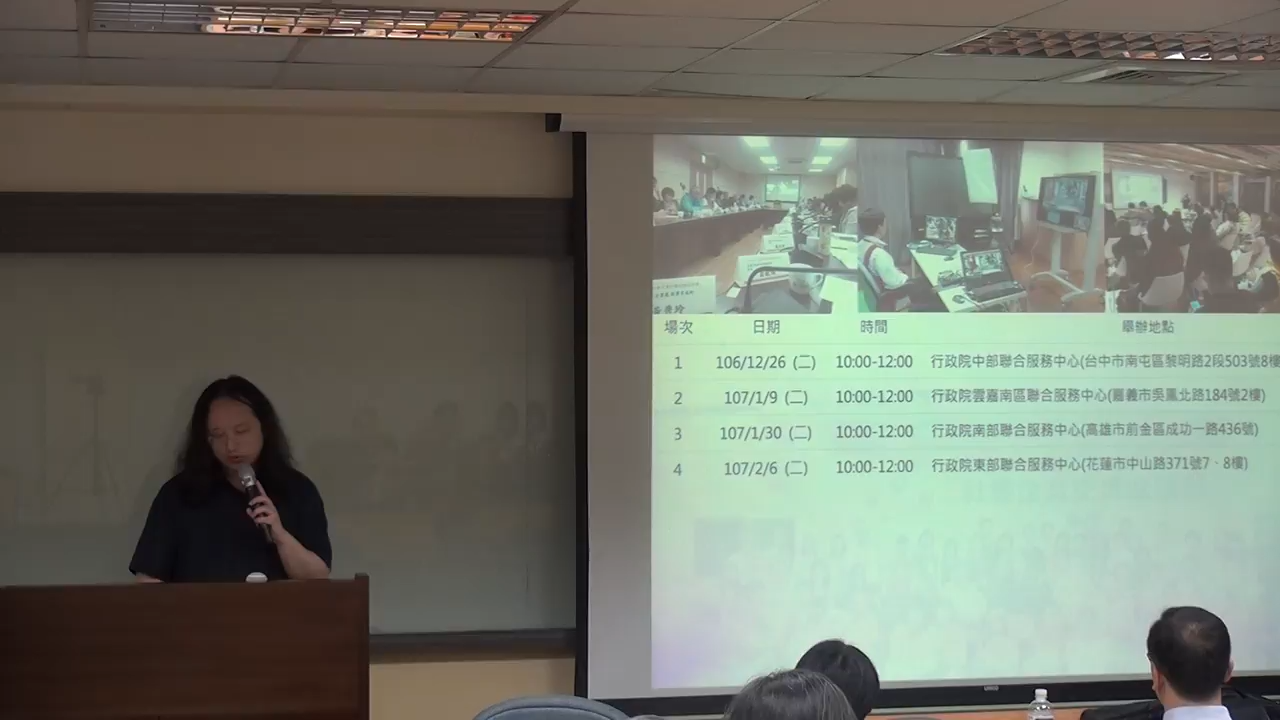 場次 日期 時間 舉辦地點
1 106/12/26 (二) 10:00-12:00 行政院中部聯合服務中心(台中市南屯區黎明路2段503號8樓
2 107/1/9 (二) 10:00-12:00 行政院雲嘉南區聯合服務中心(嘉義市吳鳳北路184號2樓)
3 107/1/30 (二) 10:00-12:00 行政院南部聯合服務中心(高雄市前金區成功一路436號)
4 107/2/6 (二) 10:00-12:00 行政院東部聯合服務中心(花蓮市中山路371號7、8樓)